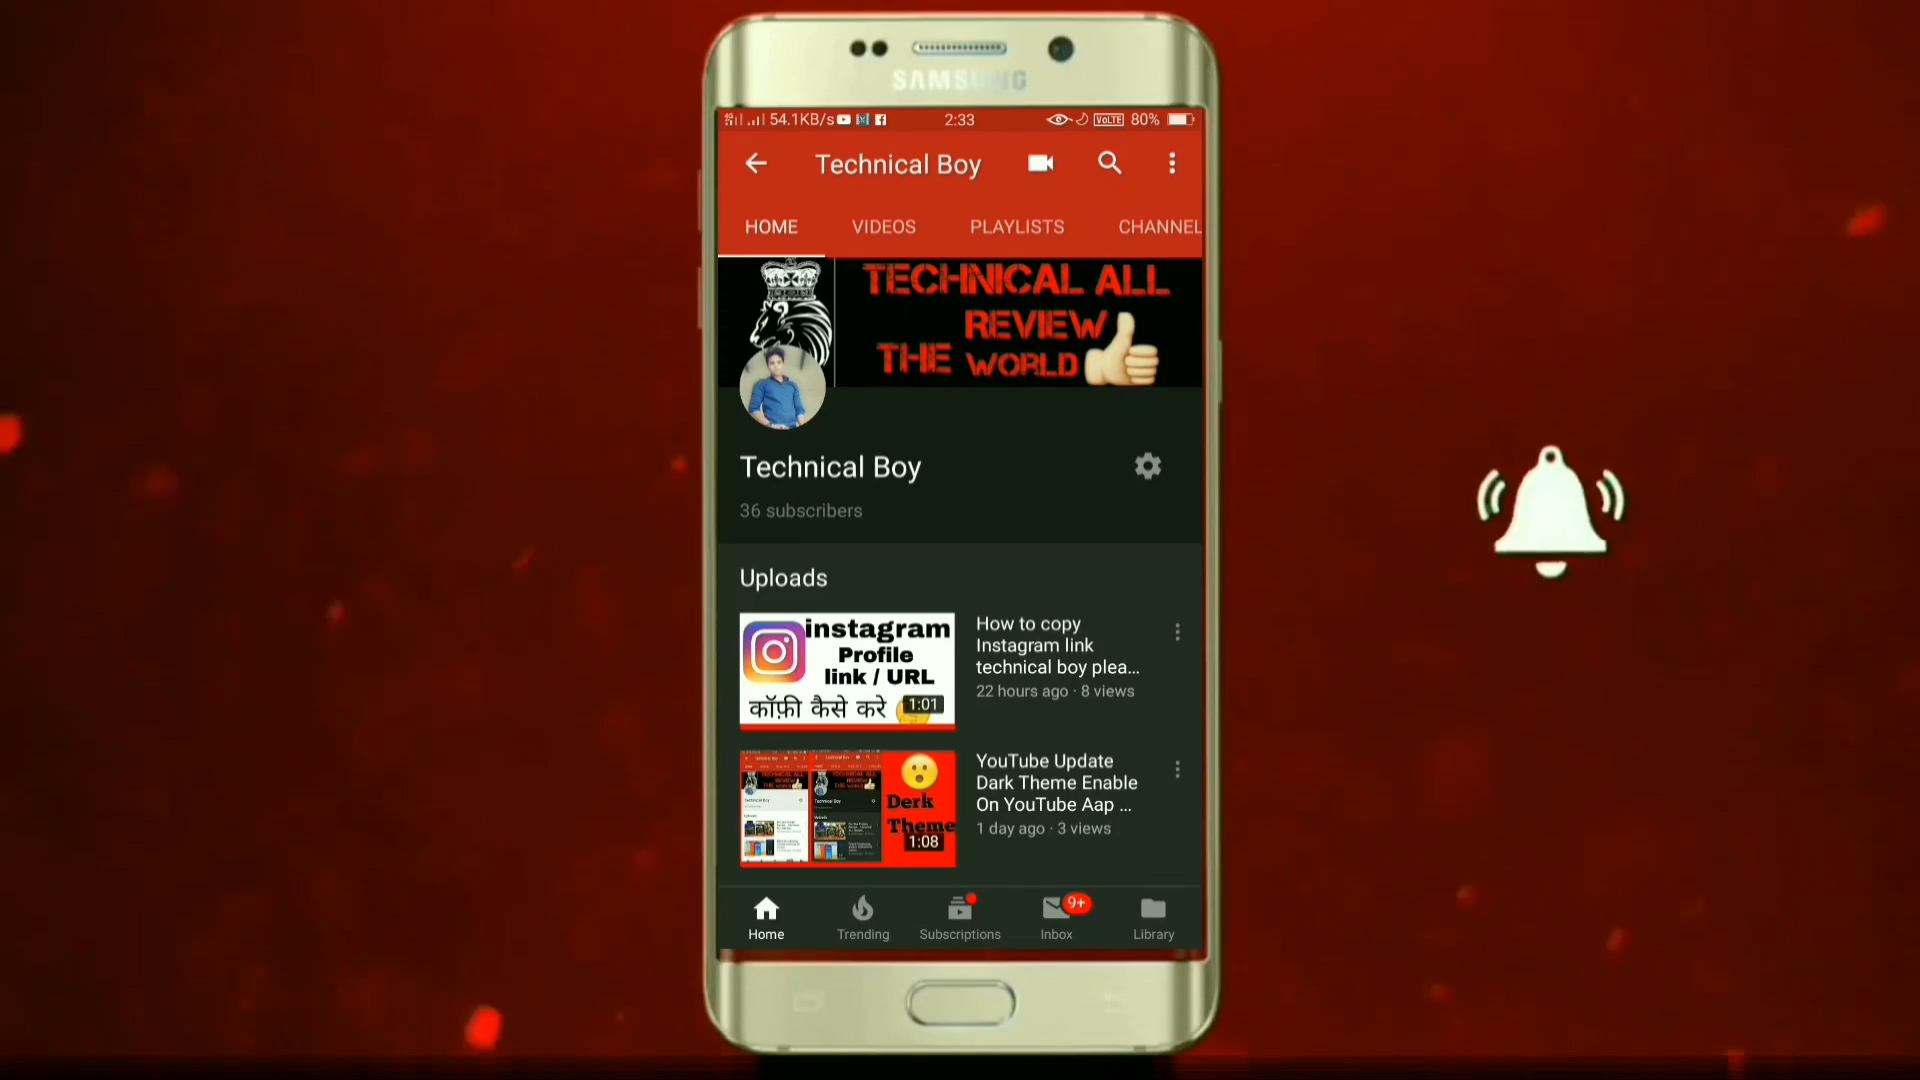 SAMSUNG
54.1KB/s 2:33 VoLTE 80%
Technical Boy
HOME VIDEOS PLAYLISTS CHANNEL
TECHNICAL ALL
REVIEW
THE WORLD
Technical Boy
36 subscribers
Uploads
instagram
Profile
link / URL
कॉफ़ी कैसे करे
1:01
How to copy
Instagram link
technical boy plea...
22 hours ago · 8 views
Derk
Theme
1:08
YouTube Update
Dark Theme Enable
On YouTube Aap ...
1 day ago · 3 views
9+
Home Trending Subscriptions Inbox Library